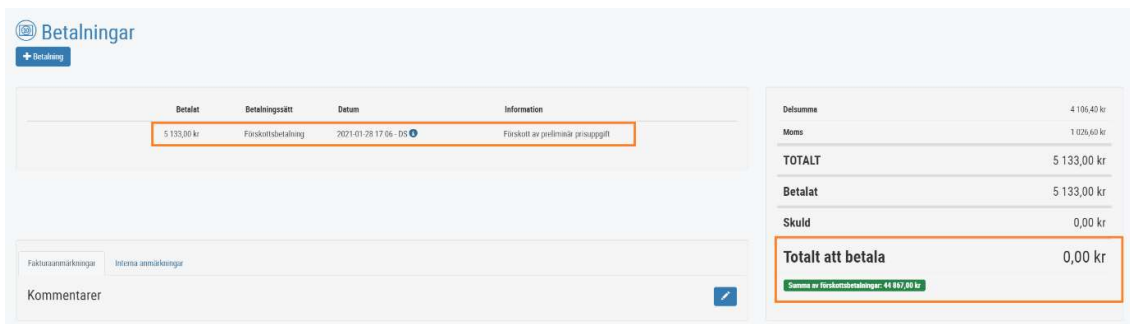 Betalningar
+ Betalning
Betalat Betalningssätt Datum Information
5 133,00 kr Förskottsbetalning 2021-01-28 17:06 - DS Förskott av preliminär prisuppgift
Delsumma 4 106,40 kr
Moms 1 026,60 kr
TOTALT 5 133,00 kr
Betalat 5 133,00 kr
Skuld 0,00 kr
Totalt att betala 0,00 kr
Summa av förskottsbetalningar: 44 867,00 kr
Fakturaanmärkningar Interna anmärkningar
Kommentarer